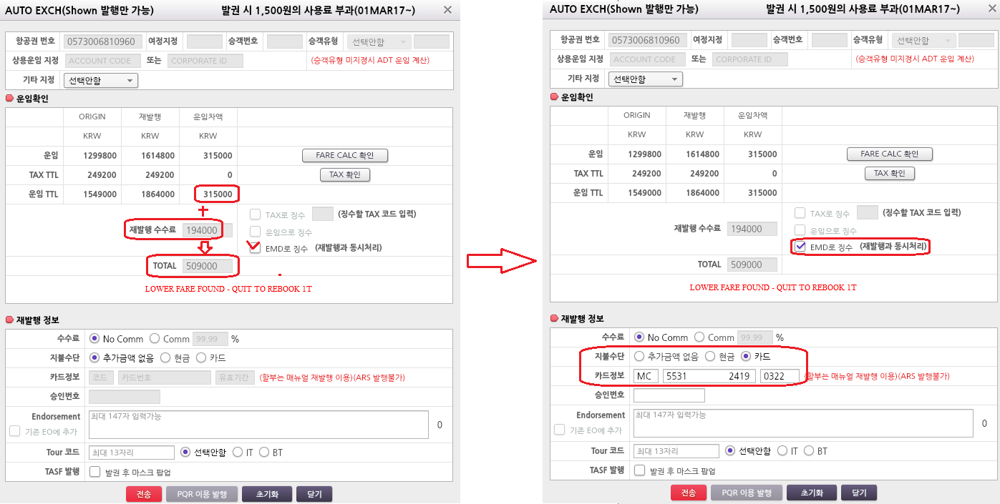 AUTO EXCH(Shown 발행만 가능) 발권 시 1,500원의 사용료 부과(01MAR17~)
항공권 번호 0573006810960 여정지정 승객번호 승객유형 선택안함
상용운임 지정 ACCOUNT CODE 또는 CORPORATE ID (승객유형 미지정시 ADT 운임 계산)
기타 지정 선택안함
운임확인
ORIGIN 재발행 운임차액
KRW KRW KRW
운임 1299800 1614800 315000 FARE CALC 확인
TAX TTL 249200 249200 0 TAX 확인
운임 TTL 1549000 1864000 315000
TAX로 징수 (징수할 TAX 코드 입력)
재발행 수수료 194000 운임으로 징수
EMD로 징수 (재발행과 동시처리)
TOTAL 509000
LOWER FARE FOUND - QUIT TO REBOOK 1T
재발행 정보
수수료 No Comm Comm 99.99 %
지불수단 추가금액 없음 현금 카드
카드정보 코드 카드번호 유효기간 (할부는 매뉴얼 재발행 이용)(ARS 발행불가)
승인번호
Endorsement 최대 147자 입력가능 0
기존 EO에 추가
Tour 코드 최대 13자리 선택안함 IT BT
TASF 발행 발권 후 마스크 팝업
전송 PQR 이용 발행 초기화 닫기
AUTO EXCH(Shown 발행만 가능) 발권 시 1,500원의 사용료 부과(01MAR17~)
항공권 번호 0573006810960 여정지정 승객번호 승객유형 선택안함
상용운임 지정 ACCOUNT CODE 또는 CORPORATE ID (승객유형 미지정시 ADT 운임 계산)
기타 지정 선택안함
운임확인
ORIGIN 재발행 운임차액
KRW KRW KRW
운임 1299800 1614800 315000 FARE CALC 확인
TAX TTL 249200 249200 0 TAX 확인
운임 TTL 1549000 1864000 315000
TAX로 징수 (징수할 TAX 코드 입력)
재발행 수수료 194000 운임으로 징수
EMD로 징수 (재발행과 동시처리)
TOTAL 509000
LOWER FARE FOUND - QUIT TO REBOOK 1T
재발행 정보
수수료 No Comm Comm 99.99 %
지불수단 추가금액 없음 현금 카드
카드정보 MC 5531 2419 0322 (할부는 매뉴얼 재발행 이용)(ARS 발행불가)
승인번호
Endorsement 최대 147자 입력가능 0
기존 EO에 추가
Tour 코드 최대 13자리 선택안함 IT BT
TASF 발행 발권 후 마스크 팝업
전송 PQR 이용 발행 초기화 닫기